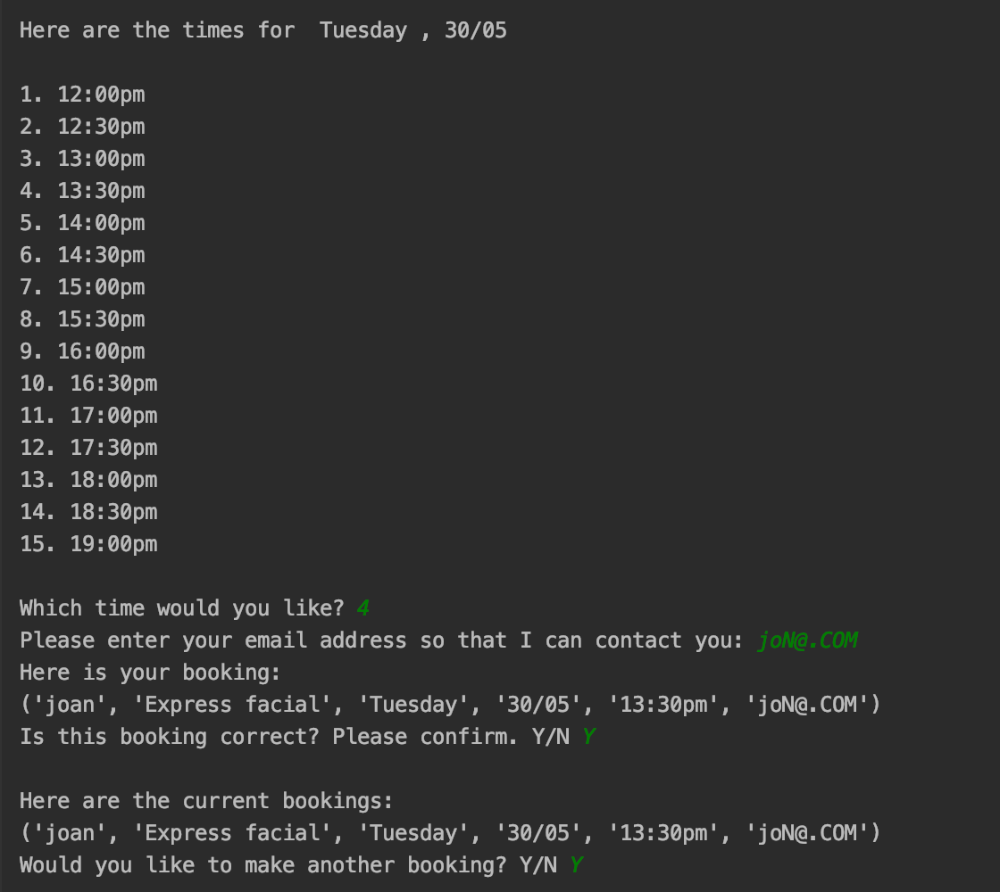 Here are the times for  Tuesday , 30/05
1. 12:00pm
2. 12:30pm
3. 13:00pm
4. 13:30pm
5. 14:00pm
6. 14:30pm
7. 15:00pm
8. 15:30pm
9. 16:00pm
10. 16:30pm
11. 17:00pm
12. 17:30pm
13. 18:00pm
14. 18:30pm
15. 19:00pm
Which time would you like? 4
Please enter your email address so that I can contact you: joN@.COM
Here is your booking:
('joan', 'Express facial', 'Tuesday', '30/05', '13:30pm', 'joN@.COM')
Is this booking correct? Please confirm. Y/N Y
Here are the current bookings:
('joan', 'Express facial', 'Tuesday', '30/05', '13:30pm', 'joN@.COM')
Would you like to make another booking? Y/N Y